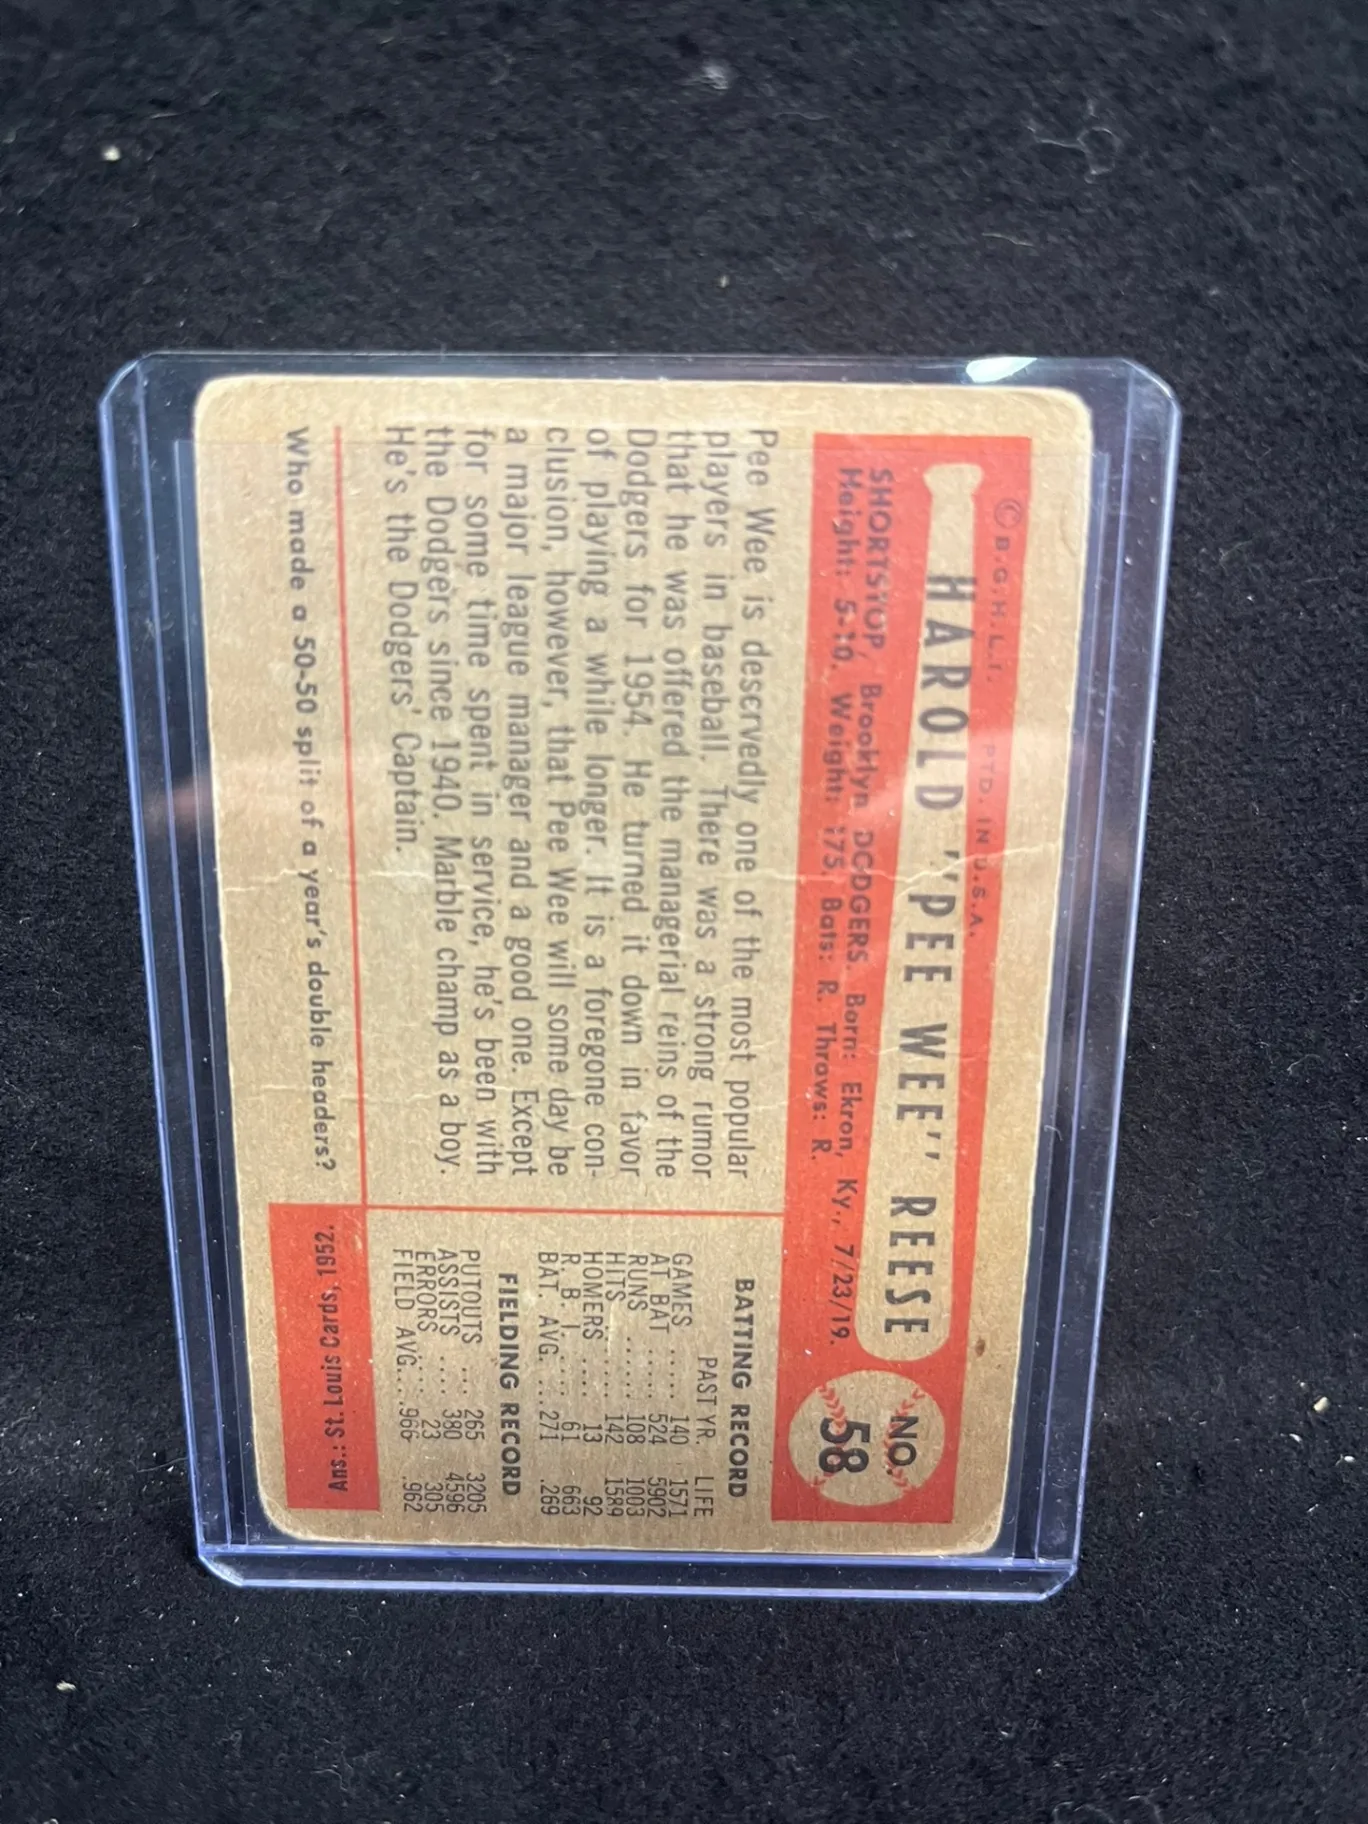 © B.G.H.L.I. PTD. IN U.S.A.
HAROLD "PEE WEE" REESE
NO.
58
SHORTSTOP, Brooklyn DODGERS. Born: Ekron, Ky., 7/23/19.
Height: 5-10. Weight: 175. Bats: R. Throws: R.
Pee Wee is deservedly one of the most popular
players in baseball. There was a strong rumor
that he was offered the managerial reins of the
Dodgers for 1954. He turned it down in favor
of playing a while longer. It is a foregone con-
clusion, however, that Pee Wee will some day be
a major league manager and a good one. Except
for some time spent in service, he's been with
the Dodgers since 1940. Marble champ as a boy.
He's the Dodgers' Captain.
BATTING RECORD
PAST YR. LIFE
GAMES ...... 140 1571
AT BAT ...... 524 5902
RUNS ...... 108 1003
HITS ...... 142 1589
HOMERS .... 13 92
R. B. I. ..... 61 663
BAT. AVG. ...271 .269
FIELDING RECORD
PUTOUTS .... 265 3205
ASSISTS .... 380 4596
ERRORS ..... 23 305
FIELD AVG...966 .962
Who made a 50-50 split of a year's double headers?
Ans.: St. Louis Cards, 1952.